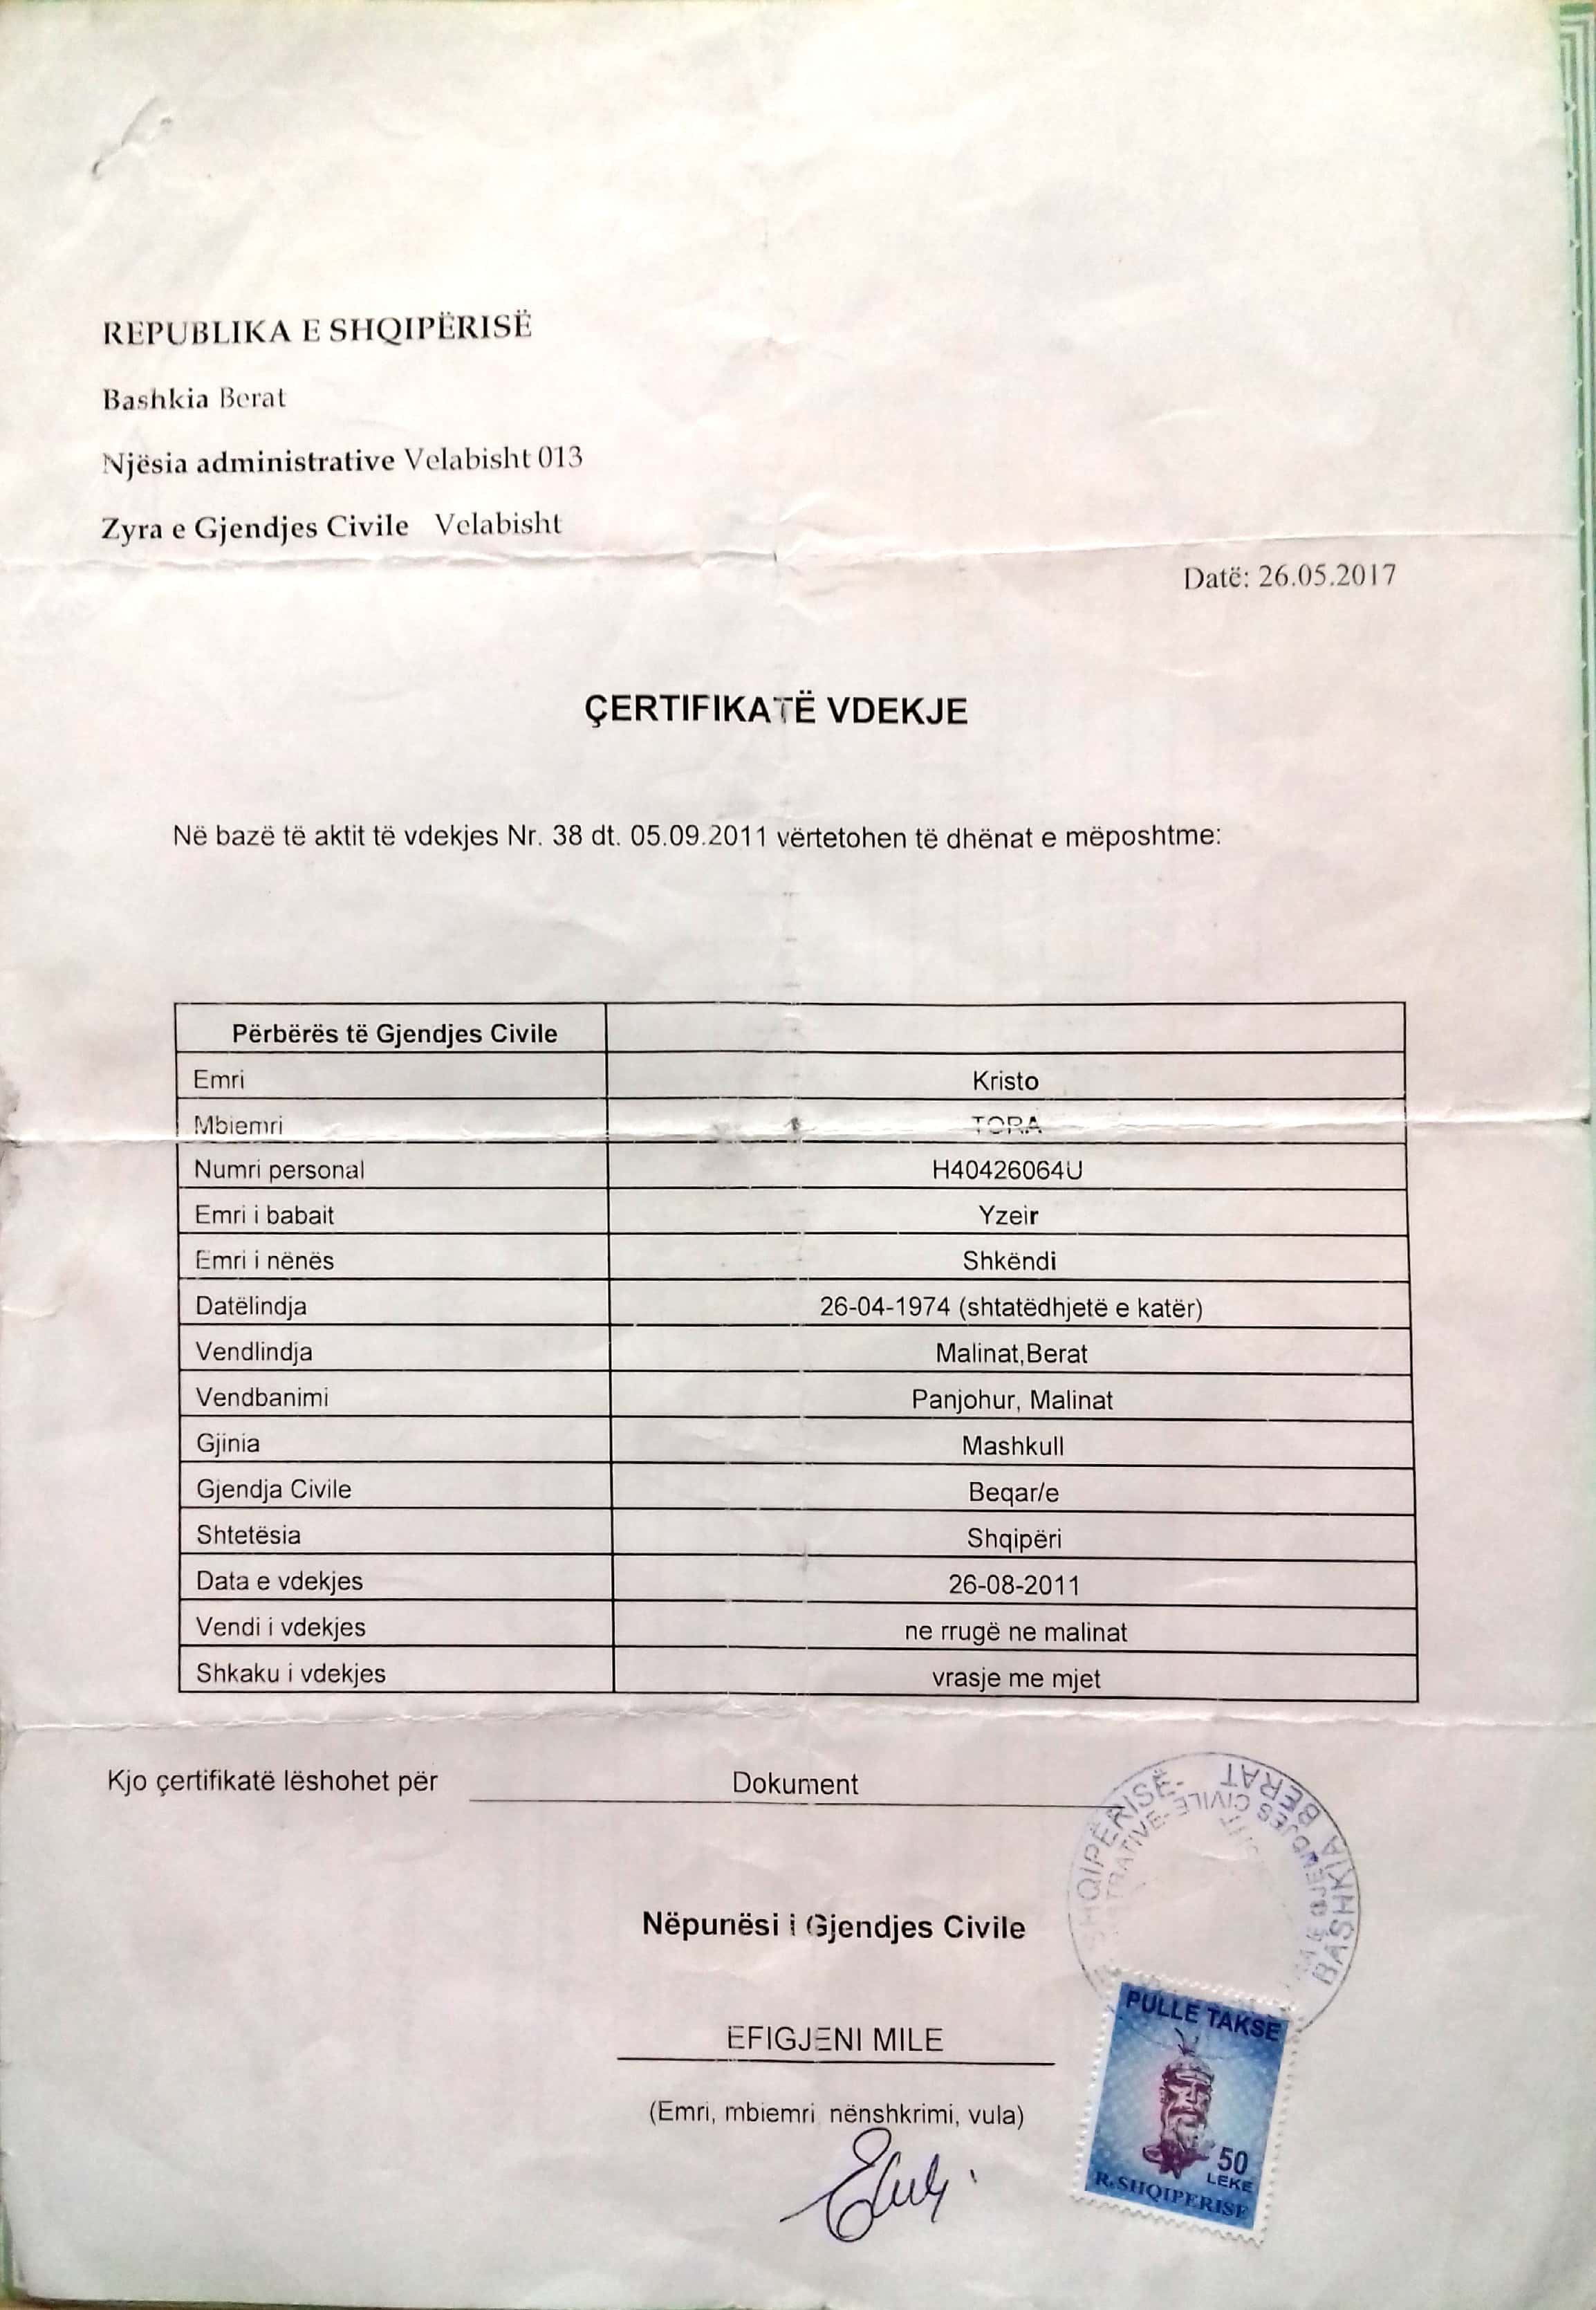 REPUBLIKA E SHQIPËRISË
Bashkia Berat
Njësia administrative Velabisht 013
Zyra e Gjendjes Civile Velabisht
Datë: 26.05.2017
ÇERTIFIKATË VDEKJE
Në bazë të aktit të vdekjes Nr. 38 dt. 05.09.2011 vërtetohen të dhënat e mëposhtme:
Përbërës të Gjendjes Civile
Emri Kristo
Mbiemri TORA
Numri personal H40426064U
Emri i babait Yzeir
Emri i nënës Shkëndi
Datëlindja 26-04-1974 (shtatëdhjetë e katër)
Vendlindja Malinat,Berat
Vendbanimi Panjohur, Malinat
Gjinia Mashkull
Gjendja Civile Beqar/e
Shtetësia Shqipëri
Data e vdekjes 26-08-2011
Vendi i vdekjes ne rrugë ne malinat
Shkaku i vdekjes vrasje me mjet
Kjo çertifikatë lëshohet për Dokument
SHQIPËRISË- BERAT
CIVILE
GJENDJES
BASHKIA BERAT
Nëpunësi i Gjendjes Civile
EFIGJENI MILE
(Emri, mbiemri nënshkrimi, vula)
PULLE TAKSE
50
LEKE
R.SHQIPERISE